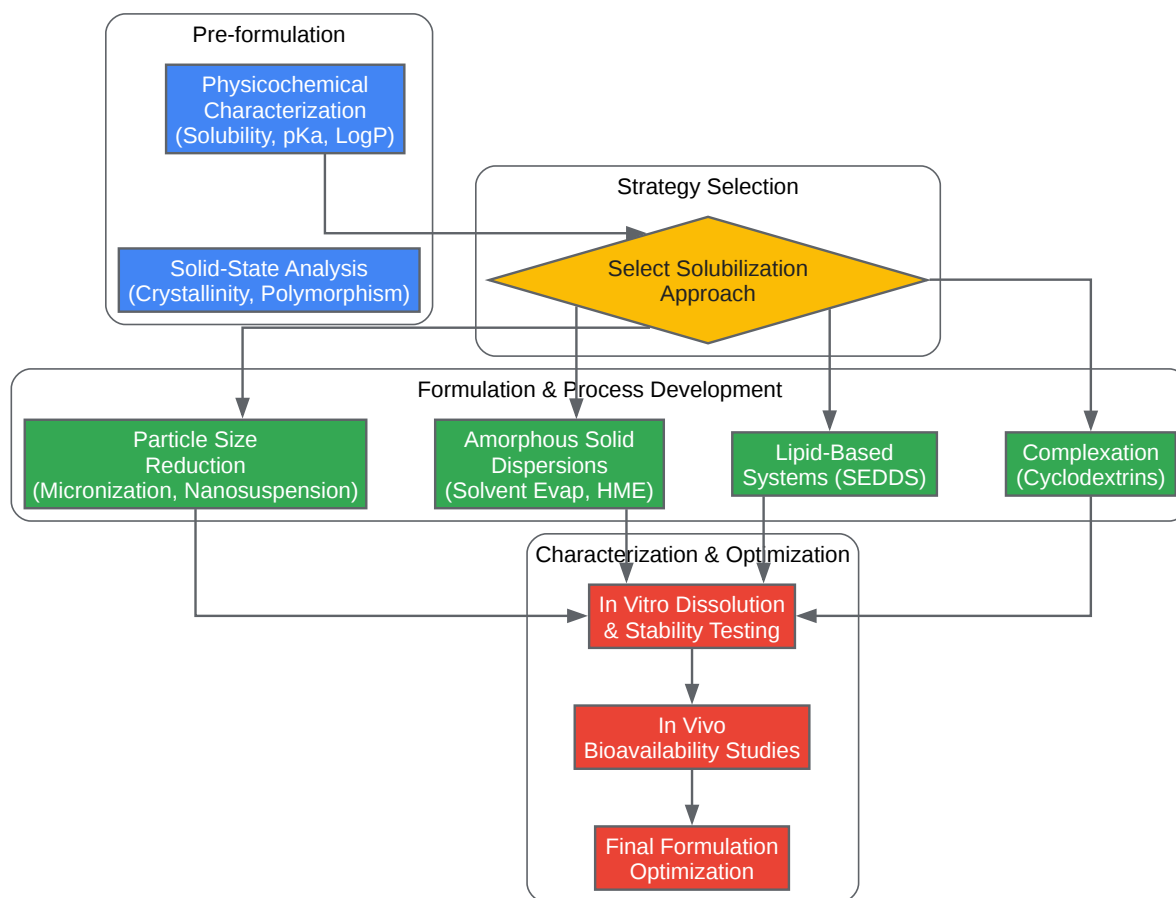 Pre-formulation
Physicochemical
Characterization
(Solubility, pKa, LogP)
Strategy Selection
Solid-State Analysis
(Crystallinity, Polymorphism)
Select Solubilization
Approach
Formulation & Process Development
Particle Size
Reduction
(Micronization, Nanosuspension)
Amorphous Solid
Dispersions
(Solvent Evap, HME)
Lipid-Based
Systems (SEDDS)
Complexation
(Cyclodextrins)
Characterization & Optimization
In Vitro Dissolution
& Stability Testing
In Vivo
Bioavailability Studies
Final Formulation
Optimization